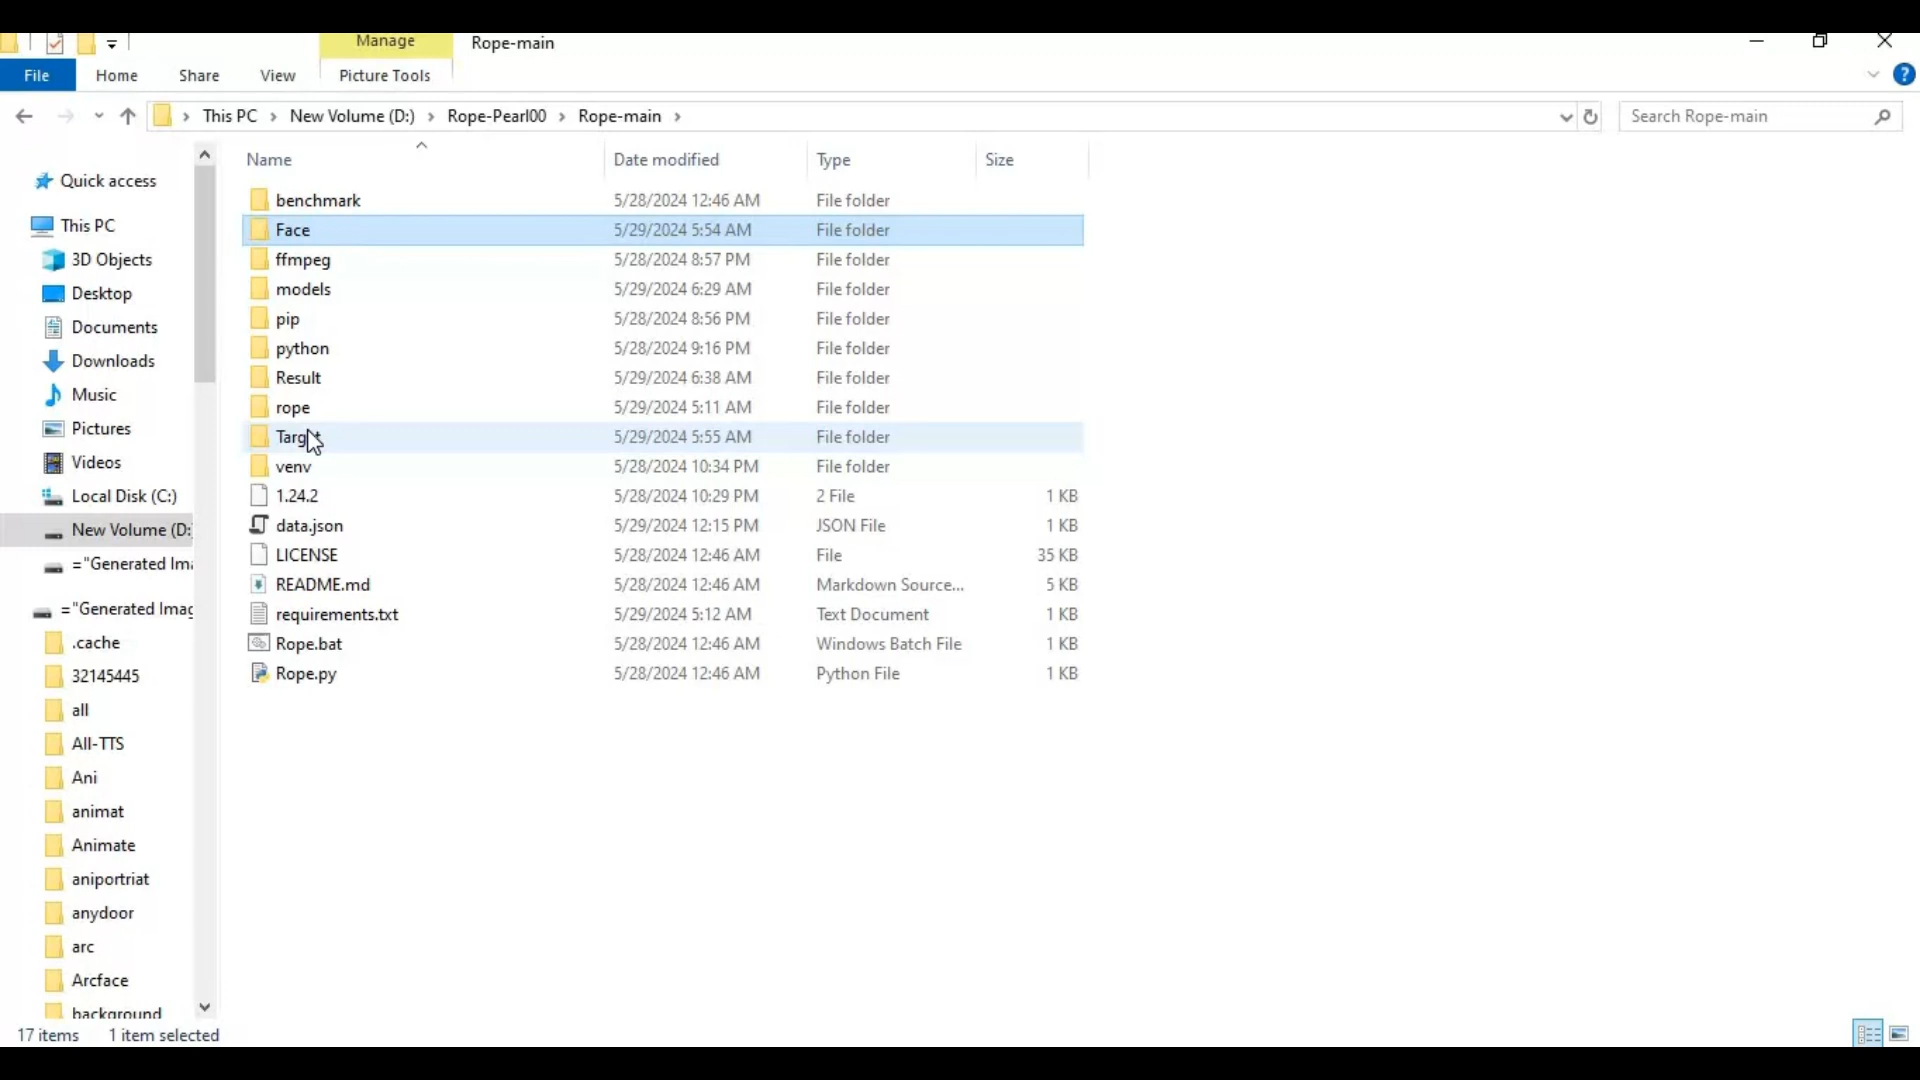 Manage
Rope-main
File
Home
Share
View
Picture Tools
This PC
New Volume (D:)
Rope-Pearl00
Rope-main
Search Rope-main
Name
Date modified
Type
Size
Quick access
This PC
3D Objects
Desktop
Documents
Downloads
Music
Pictures
Videos
Local Disk (C:)
New Volume (D:
="Generated Ima
="Generated Imag
.cache
32145445
all
All-TTS
Ani
animat
Animate
aniportriat
anydoor
arc
Arcface
background
benchmark 5/28/2024 12:46 AM File folder
Face 5/29/2024 5:54 AM File folder
ffmpeg 5/28/2024 8:57 PM File folder
models 5/29/2024 6:29 AM File folder
pip 5/28/2024 8:56 PM File folder
python 5/28/2024 9:16 PM File folder
Result 5/29/2024 6:38 AM File folder
rope 5/29/2024 5:11 AM File folder
Target 5/29/2024 5:55 AM File folder
venv 5/28/2024 10:34 PM File folder
1.24.2 5/28/2024 10:29 PM 2 File 1 KB
data.json 5/29/2024 12:15 PM JSON File 1 KB
LICENSE 5/28/2024 12:46 AM File 35 KB
README.md 5/28/2024 12:46 AM Markdown Source... 5 KB
requirements.txt 5/29/2024 5:12 AM Text Document 1 KB
Rope.bat 5/28/2024 12:46 AM Windows Batch File 1 KB
Rope.py 5/28/2024 12:46 AM Python File 1 KB
17 items
1 item selected